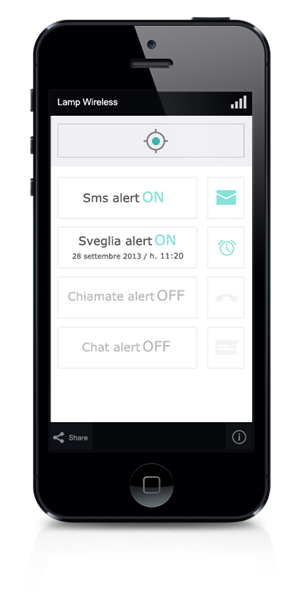 Lamp Wireless
Sms alert ON
Sveglia alert ON
28 settembre 2013 / h. 11:20
Chiamate alert OFF
Chat alert OFF
Share